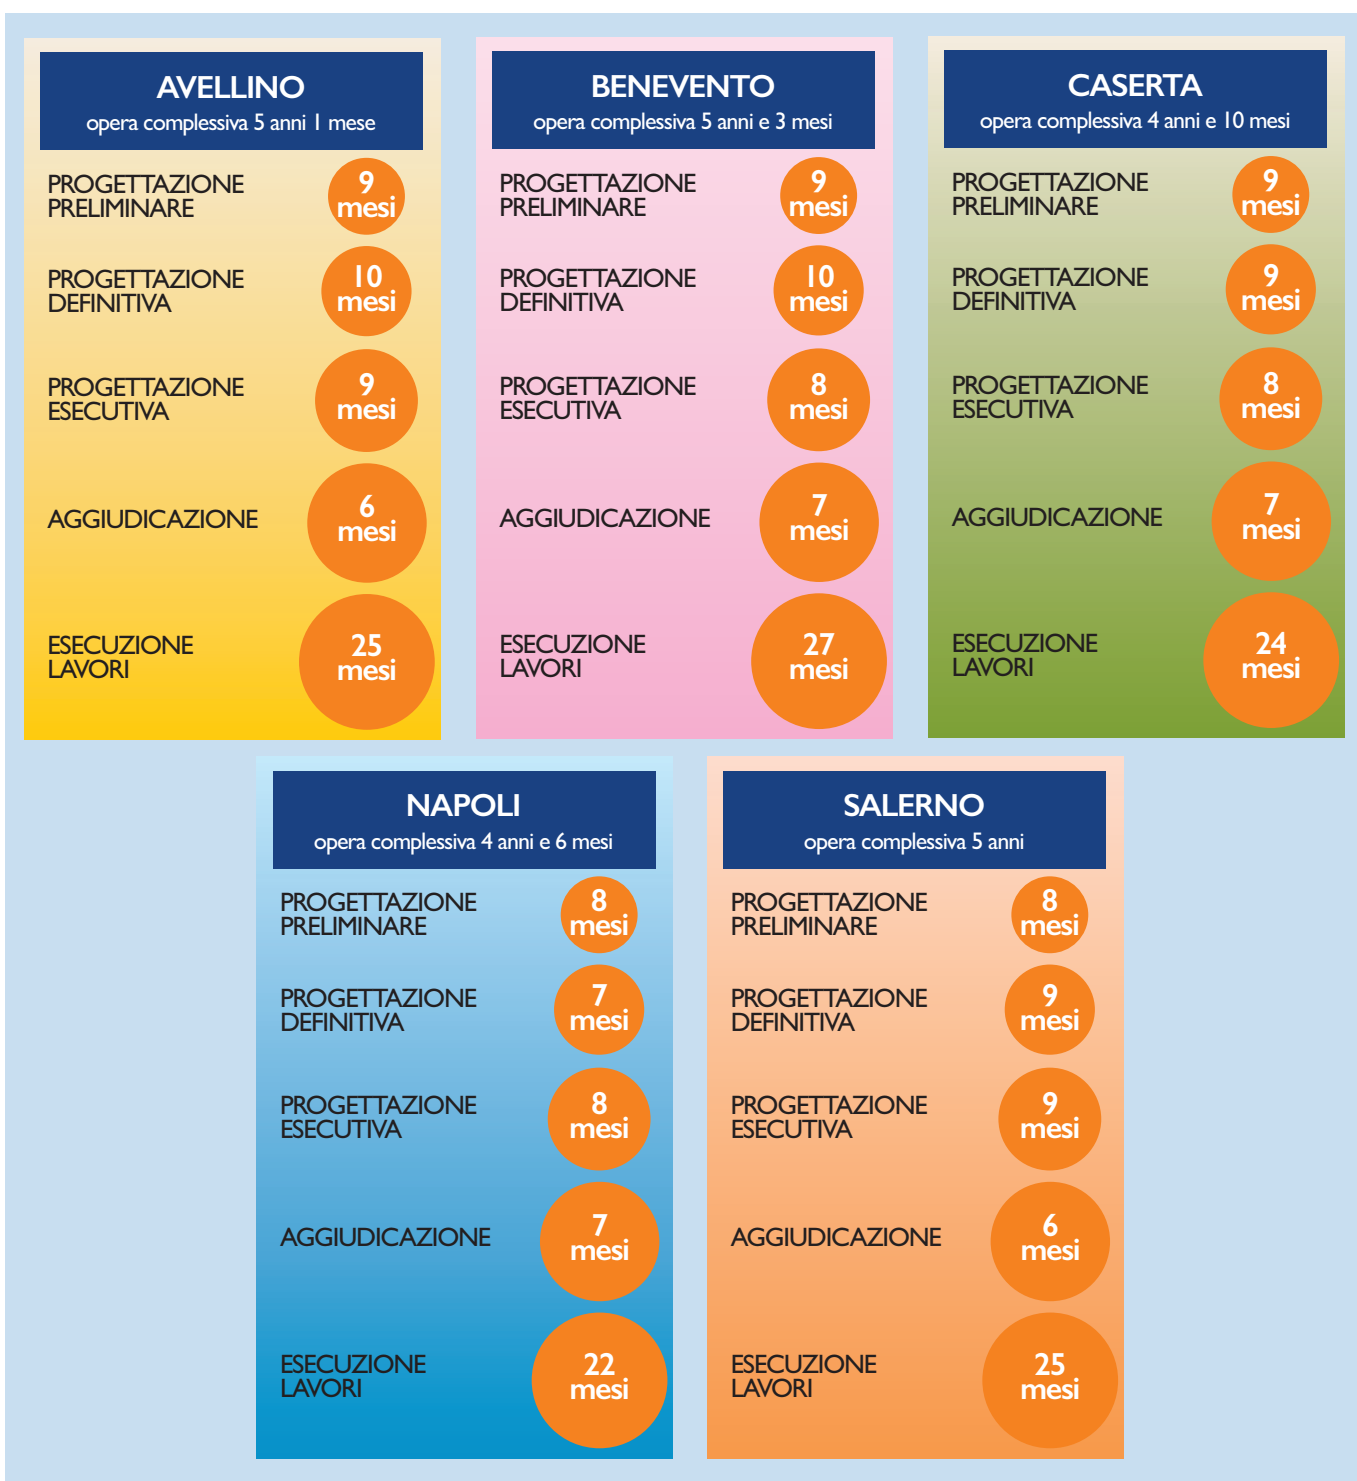 AVELLINO
opera complessiva 5 anni 1 mese
PROGETTAZIONE
PRELIMINARE
9
mesi
PROGETTAZIONE
DEFINITIVA
10
mesi
PROGETTAZIONE
ESECUTIVA
9
mesi
AGGIUDICAZIONE
6
mesi
ESECUZIONE
LAVORI
25
mesi
BENEVENTO
opera complessiva 5 anni e 3 mesi
PROGETTAZIONE
PRELIMINARE
9
mesi
PROGETTAZIONE
DEFINITIVA
10
mesi
PROGETTAZIONE
ESECUTIVA
8
mesi
AGGIUDICAZIONE
7
mesi
ESECUZIONE
LAVORI
27
mesi
CASERTA
opera complessiva 4 anni e 10 mesi
PROGETTAZIONE
PRELIMINARE
9
mesi
PROGETTAZIONE
DEFINITIVA
9
mesi
PROGETTAZIONE
ESECUTIVA
8
mesi
AGGIUDICAZIONE
7
mesi
ESECUZIONE
LAVORI
24
mesi
NAPOLI
opera complessiva 4 anni e 6 mesi
PROGETTAZIONE
PRELIMINARE
8
mesi
PROGETTAZIONE
DEFINITIVA
7
mesi
PROGETTAZIONE
ESECUTIVA
8
mesi
AGGIUDICAZIONE
7
mesi
ESECUZIONE
LAVORI
22
mesi
SALERNO
opera complessiva 5 anni
PROGETTAZIONE
PRELIMINARE
8
mesi
PROGETTAZIONE
DEFINITIVA
9
mesi
PROGETTAZIONE
ESECUTIVA
9
mesi
AGGIUDICAZIONE
6
mesi
ESECUZIONE
LAVORI
25
mesi